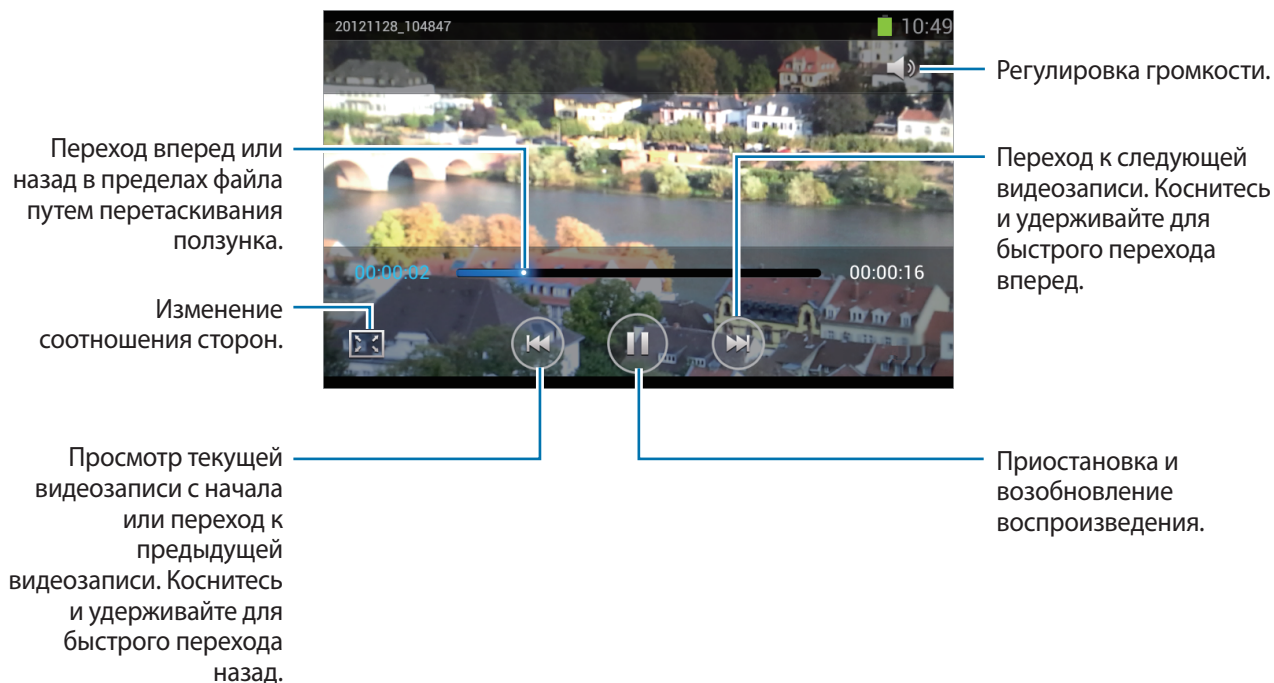 20121128_104847
10:49
Регулировка громкости.
Переход вперед или
назад в пределах файла
путем перетаскивания
ползунка.
Переход к следующей
видеозаписи. Коснитесь
и удерживайте для
быстрого перехода
вперед.
00:00:02
00:00:16
Изменение
соотношения сторон.
Просмотр текущей
видеозаписи с начала
или переход к
предыдущей
видеозаписи. Коснитесь
и удерживайте для
быстрого перехода
назад.
Приостановка и
возобновление
воспроизведения.